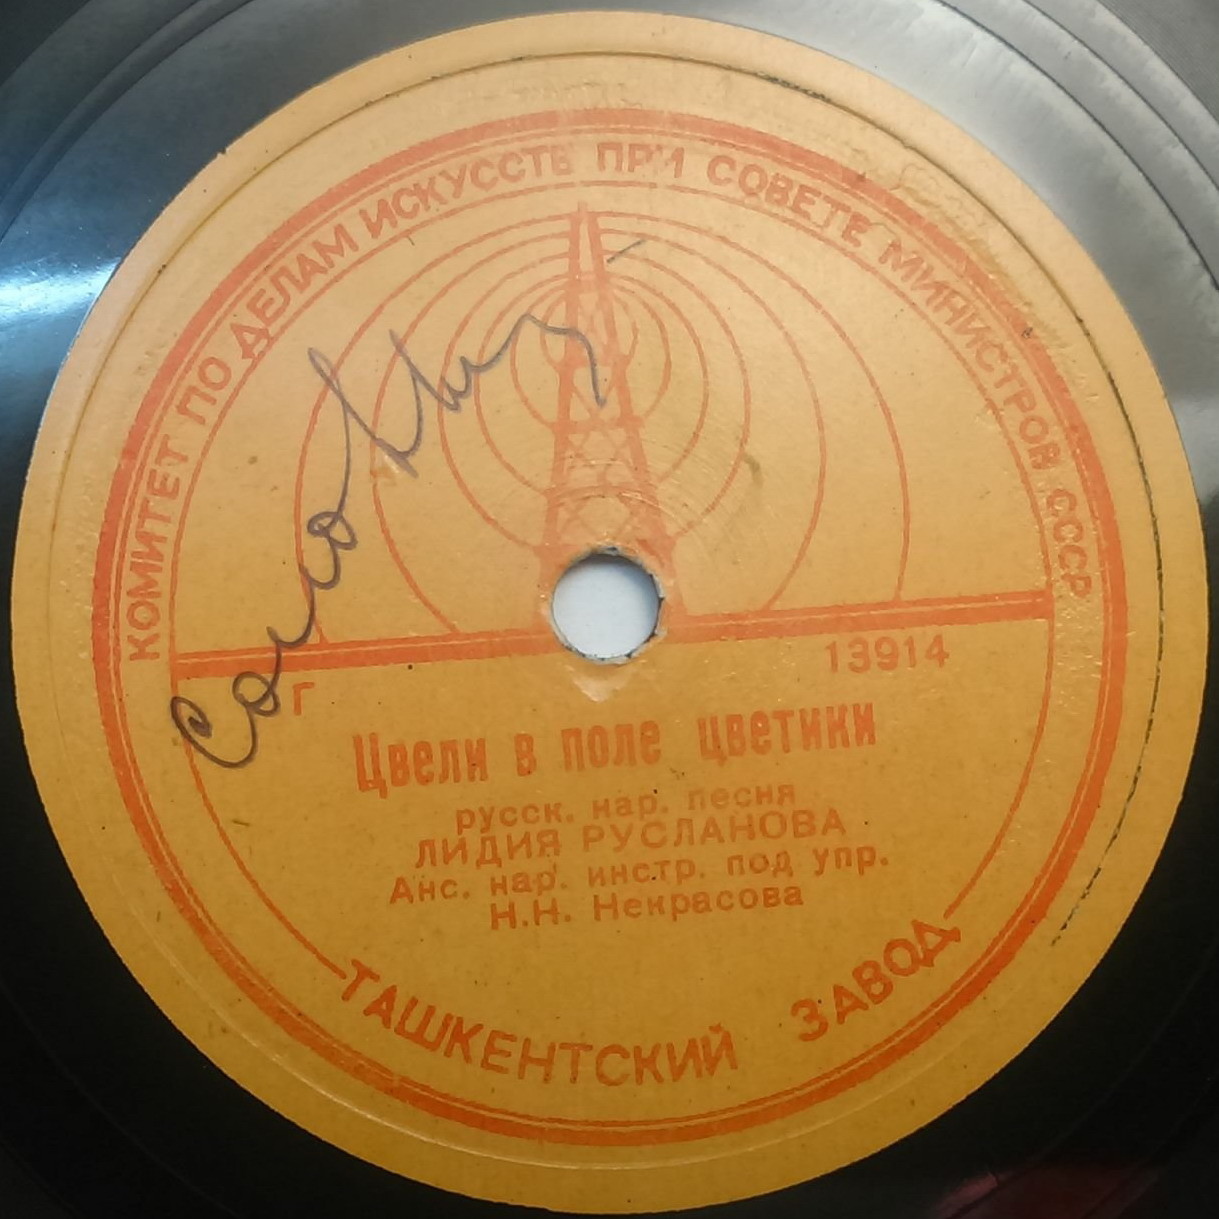 КОМИТЕТ ПО ДЕЛАМ ИСКУССТВ ПРИ СОВЕТЕ МИНИСТРОВ СССР
Г 13914
Цвели в поле цветики
русск. нар. песня
ЛИДИЯ РУСЛАНОВА
Анс. нар. инстр. под упр.
Н.Н. Некрасова
ТАШКЕНТСКИЙ ЗАВОД